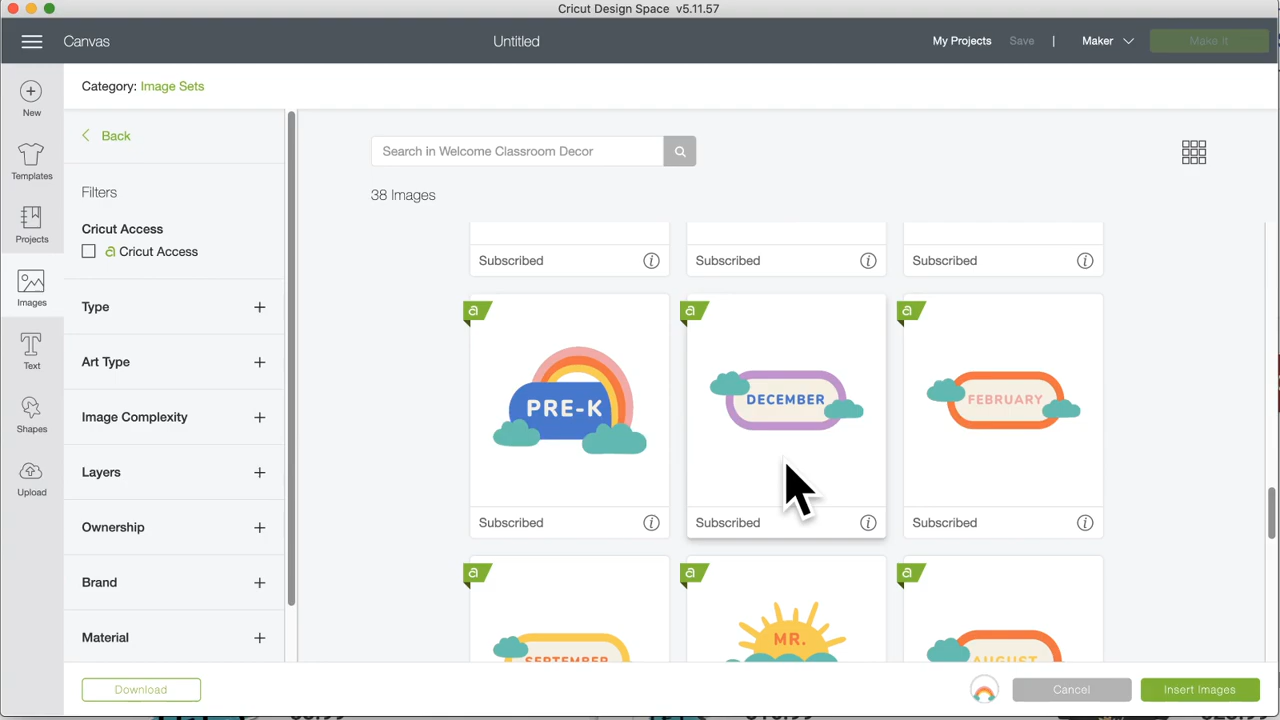 Cricut Design Space v5.11.57
Canvas
Untitled
My Projects Save | Maker Make It
Category: Image Sets
New
Templates
Projects
Images
Text
Shapes
Upload
Back
Filters
Cricut Access
a Cricut Access
Type +
Art Type +
Image Complexity +
Layers +
Ownership +
Brand +
Material +
Search in Welcome Classroom Decor
38 Images
Subscribed
Subscribed
Subscribed
a
PRE-K
Subscribed
a
DECEMBER
Subscribed
a
FEBRUARY
Subscribed
a
SEPTEMBER
a
MR.
a
AUGUST
Download
Cancel
Insert Images